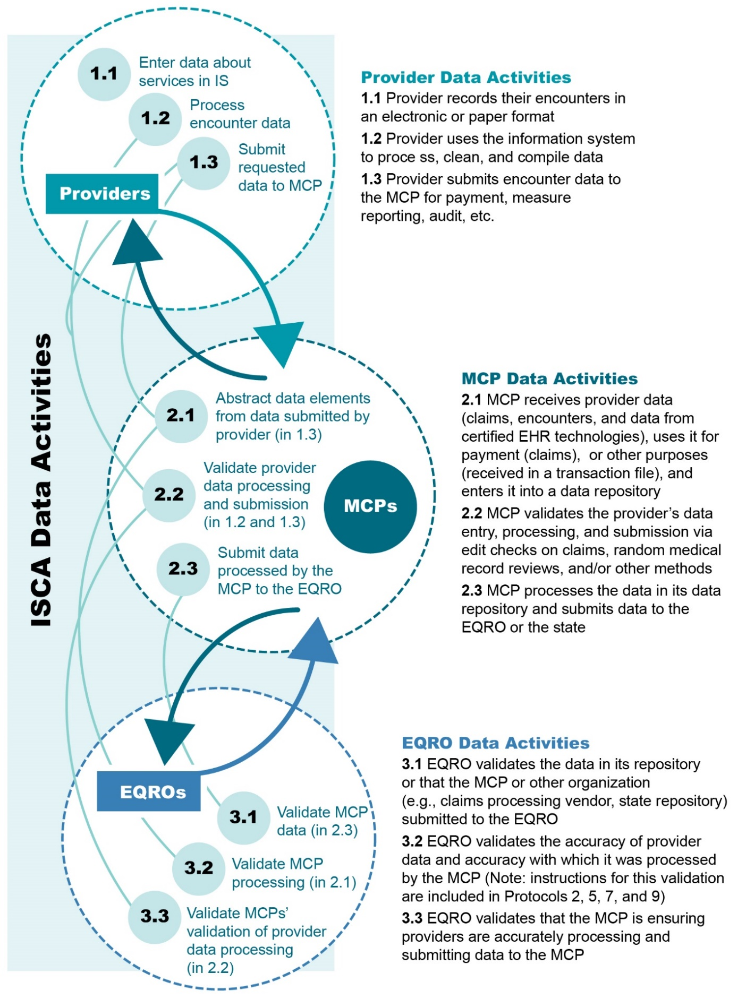 1.1
Enter data about
services in IS
1.2
Process
encounter data
1.3
Submit
requested
data to MCP
Providers
Provider Data Activities
1.1 Provider records their encounters in
an electronic or paper format
1.2 Provider uses the information system
to proce ss, clean, and compile data
1.3 Provider submits encounter data to
the MCP for payment, measure
reporting, audit, etc.
ISCA Data Activities
2.1
Abstract data elements
from data submitted by
provider (in 1.3)
2.2
Validate provider
data processing
and submission
(in 1.2 and 1.3)
MCPs
2.3
Submit data
processed by the
MCP to the EQRO
MCP Data Activities
2.1 MCP receives provider data
(claims, encounters, and data from
certified EHR technologies), uses it for
payment (claims),  or other purposes
(received in a transaction file), and
enters it into a data repository
2.2 MCP validates the provider’s data
entry, processing, and submission via
edit checks on claims, random medical
record reviews, and/or other methods
2.3 MCP processes the data in its data
repository and submits data to the
EQRO or the state
EQROs
3.1
Validate MCP
data (in 2.3)
3.2
Validate MCP
processing (in 2.1)
3.3
Validate MCPs’
validation of provider
data processing
(in 2.2)
EQRO Data Activities
3.1 EQRO validates the data in its repository
or that the MCP or other organization
(e.g., claims processing vendor, state repository)
submitted to the EQRO
3.2 EQRO validates the accuracy of provider
data and accuracy with which it was processed
by the MCP (Note: instructions for this validation
are included in Protocols 2, 5, 7, and 9)
3.3 EQRO validates that the MCP is ensuring
providers are accurately processing and
submitting data to the MCP